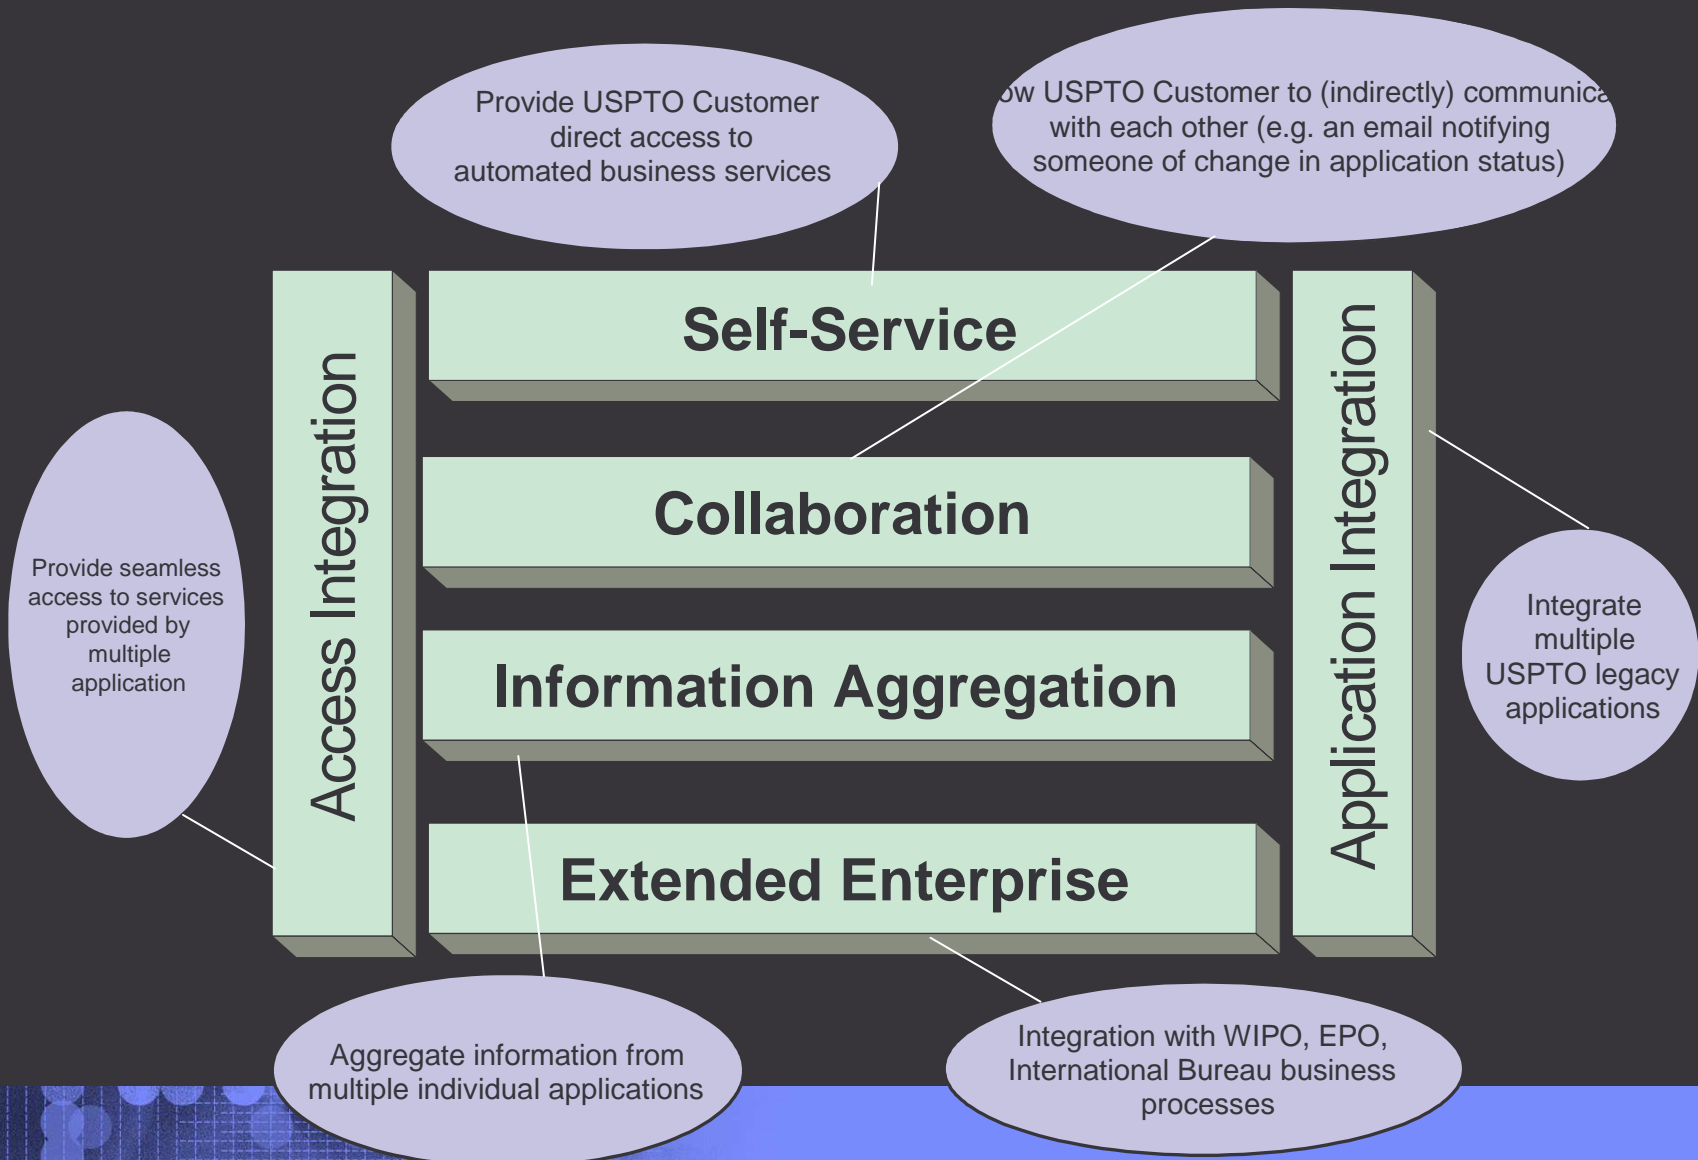 Provide USPTO Customer
direct access to
automated business services
USPTO Customer to (indirectly)
with each other (e.g. an email notifying
someone of change in application status)
Self-Service
Collaboration
Information Aggregation
Extended Enterprise
Access Integration
Application Integration
Provide seamless
access to services
provided by
multiple
application
Integrate
multiple
USPTO legacy
applications
Aggregate information from
multiple individual applications
Integration with WIPO, EPO,
International Bureau business
processes